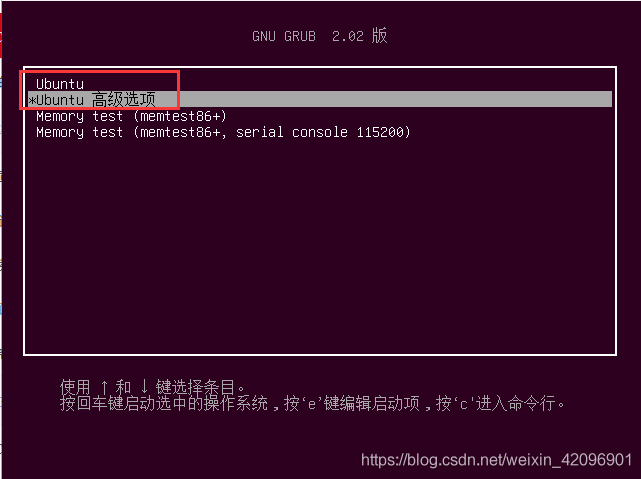 GNU GRUB 2.02 版
Ubuntu
*Ubuntu 高级选项
Memory test (memtest86+)
Memory test (memtest86+, serial console 115200)
使用 ↑ 和 ↓ 键选择条目。
按回车键启动选中的操作系统，按‘e’键编辑启动项，按‘c'进入命令行。
https://blog.csdn.net/weixin_42096901